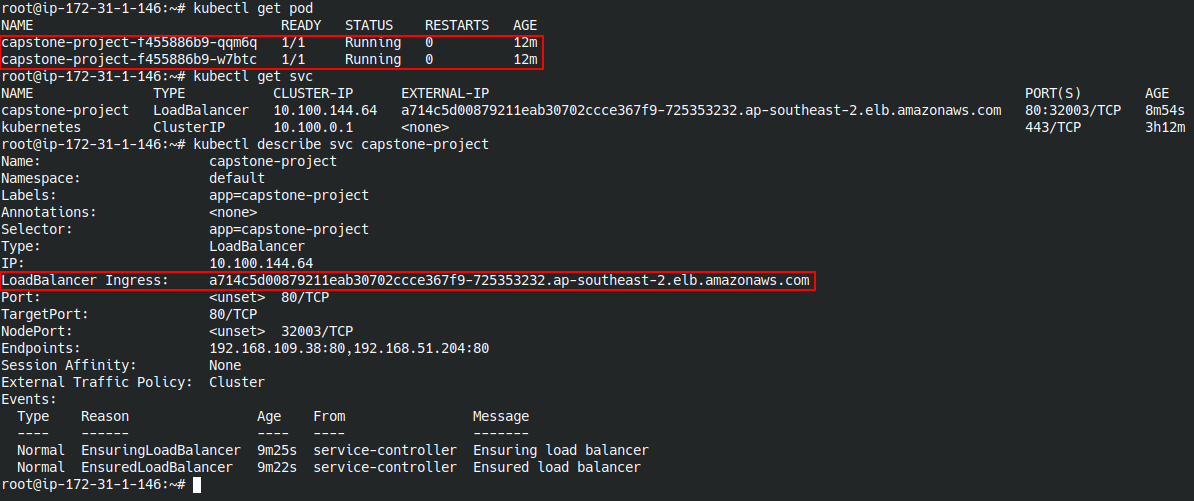 root@ip-172-31-1-146:~# kubectl get pod
NAME                              READY   STATUS    RESTARTS   AGE
capstone-project-f455886b9-qqm6q   1/1     Running   0          12m
capstone-project-f455886b9-w7btc   1/1     Running   0          12m
root@ip-172-31-1-146:~# kubectl get svc
NAME               TYPE           CLUSTER-IP      EXTERNAL-IP                                                                   PORT(S)        AGE
capstone-project   LoadBalancer   10.100.144.64   a714c5d00879211eab30702ccce367f9-725353232.ap-southeast-2.elb.amazonaws.com   80:32003/TCP   8m54s
kubernetes         ClusterIP      10.100.0.1      <none>                                                                        443/TCP        3h12m
root@ip-172-31-1-146:~# kubectl describe svc capstone-project
Name:                     capstone-project
Namespace:                default
Labels:                   app=capstone-project
Annotations:              <none>
Selector:                 app=capstone-project
Type:                     LoadBalancer
IP:                       10.100.144.64
LoadBalancer Ingress:     a714c5d00879211eab30702ccce367f9-725353232.ap-southeast-2.elb.amazonaws.com
Port:                     <unset>  80/TCP
TargetPort:               80/TCP
NodePort:                 <unset>  32003/TCP
Endpoints:                192.168.109.38:80,192.168.51.204:80
Session Affinity:         None
External Traffic Policy:  Cluster
Events:
  Type    Reason                Age    From                Message
  ----    ------                ----   ----                -------
  Normal  EnsuringLoadBalancer  9m25s  service-controller  Ensuring load balancer
  Normal  EnsuredLoadBalancer   9m22s  service-controller  Ensured load balancer
root@ip-172-31-1-146:~#